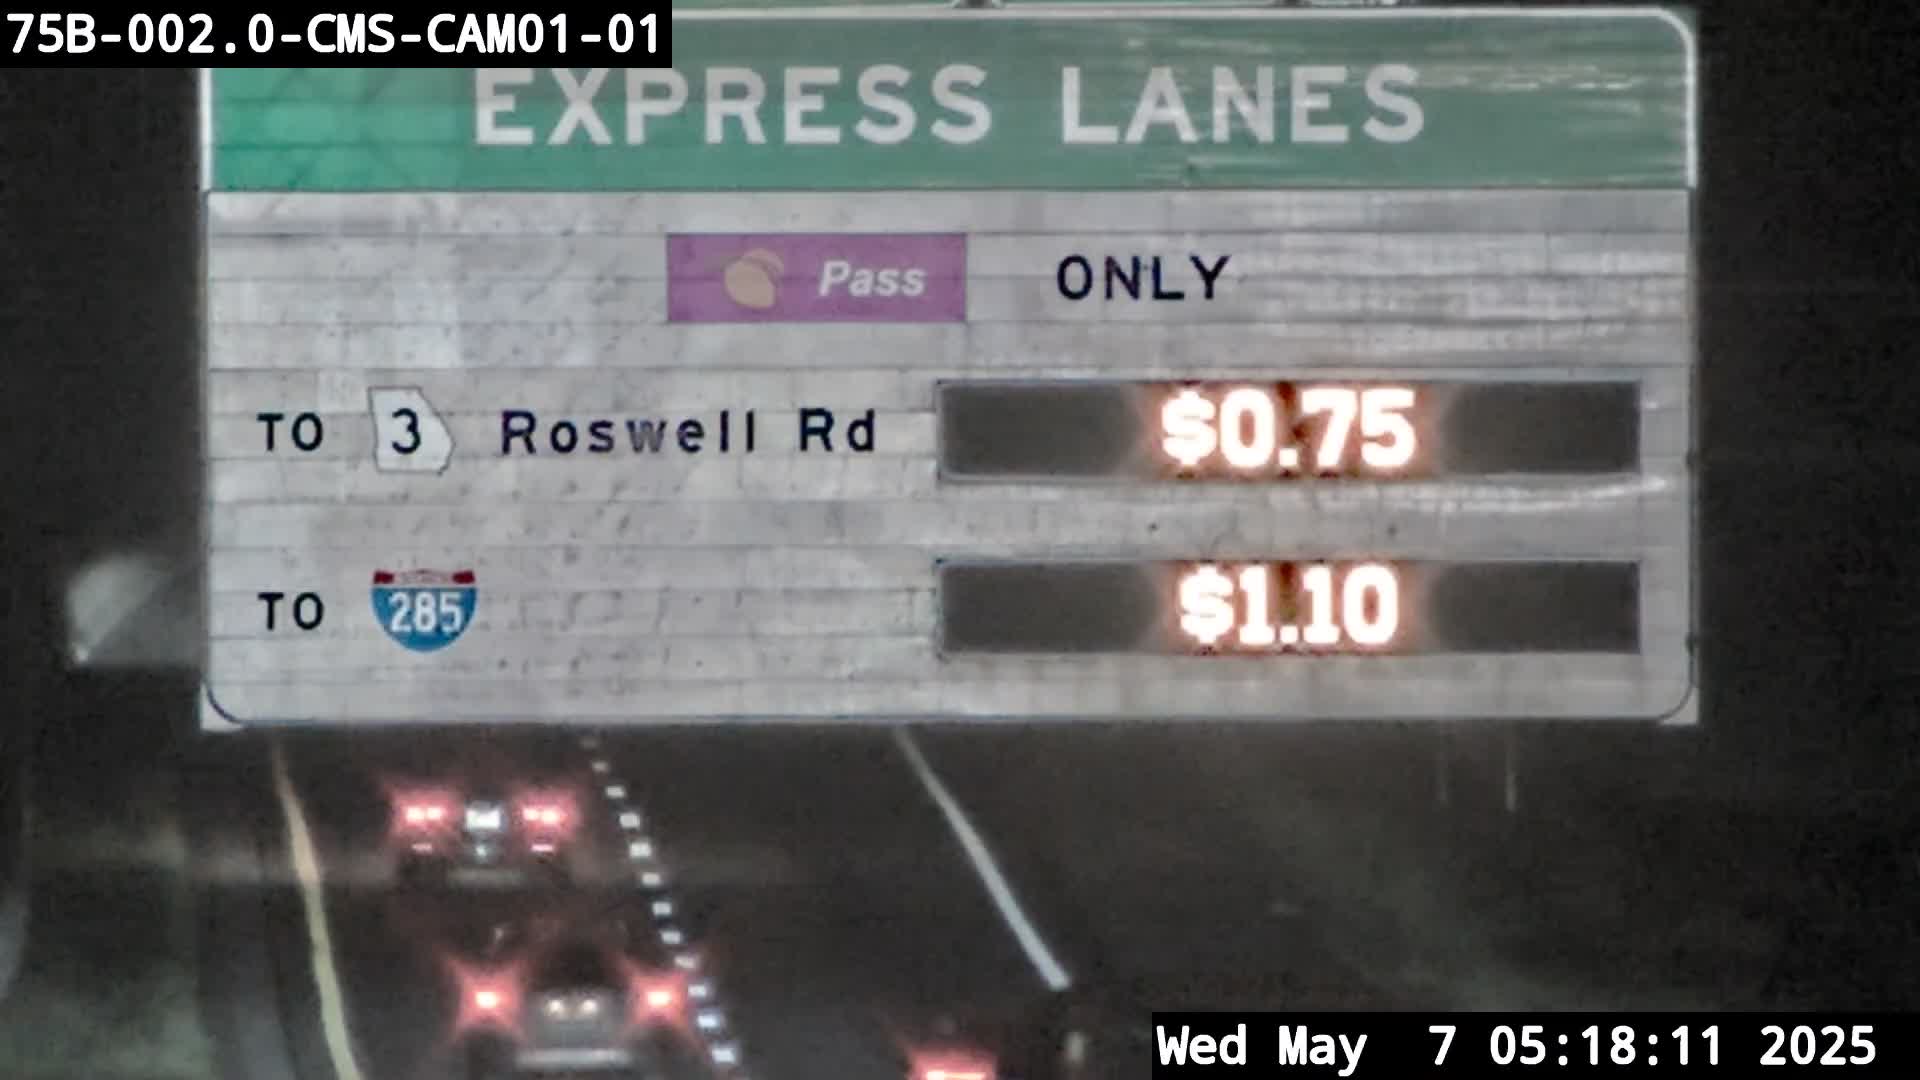 75B-002.0-CMS-CAM01-01
EXPRESS LANES
Pass ONLY
TO 3 Roswell Rd $0.75
TO 285 $1.10
Wed May 7 05:18:11 2025